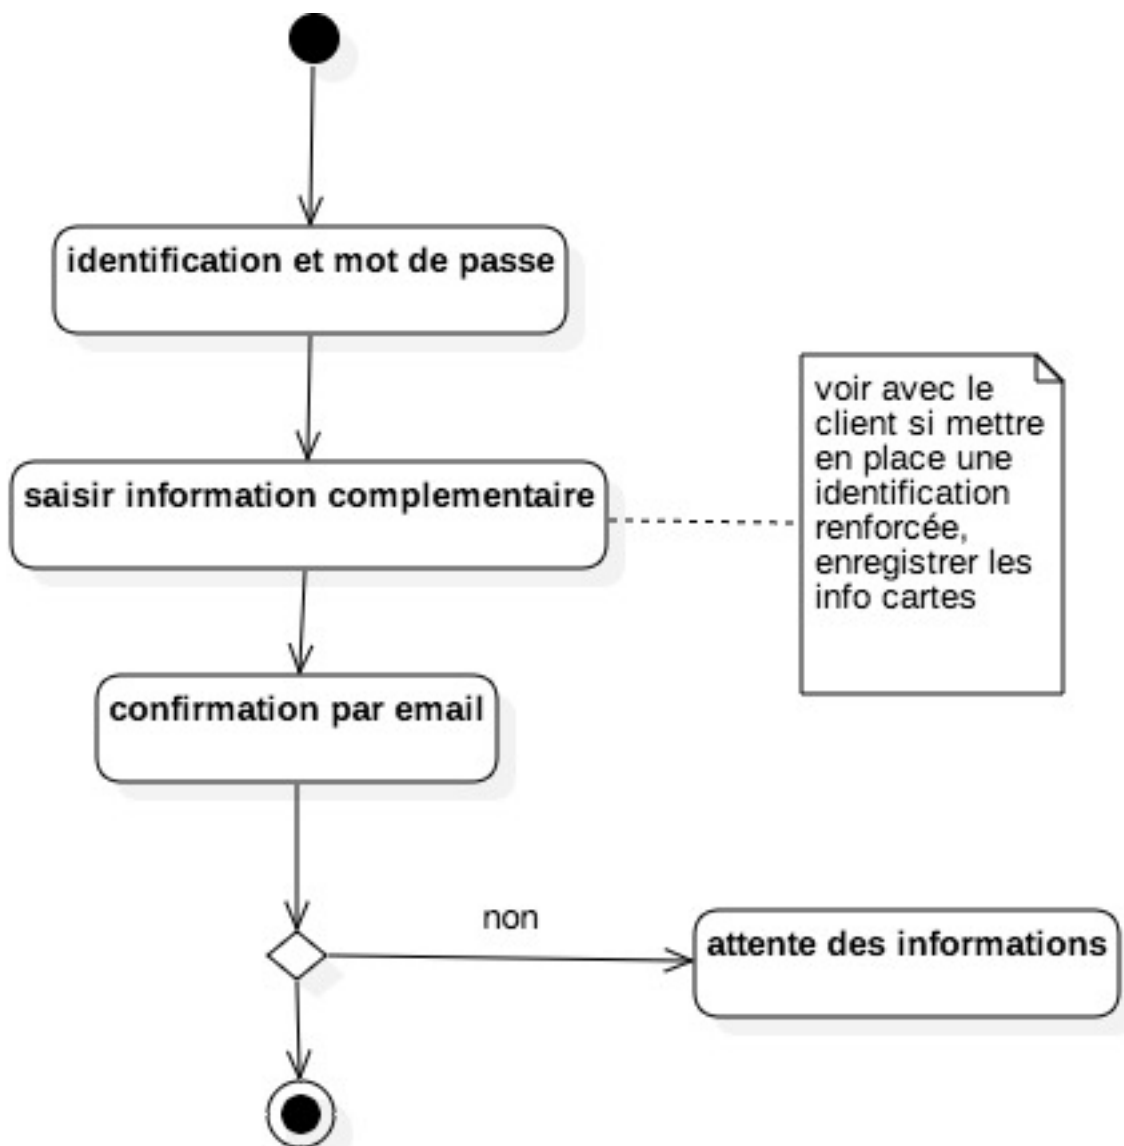 identification et mot de passe
voir avec le
client si mettre
en place une
identification
renforcée,
enregistrer les
info cartes
saisir information complementaire
confirmation par email
non
attente des informations